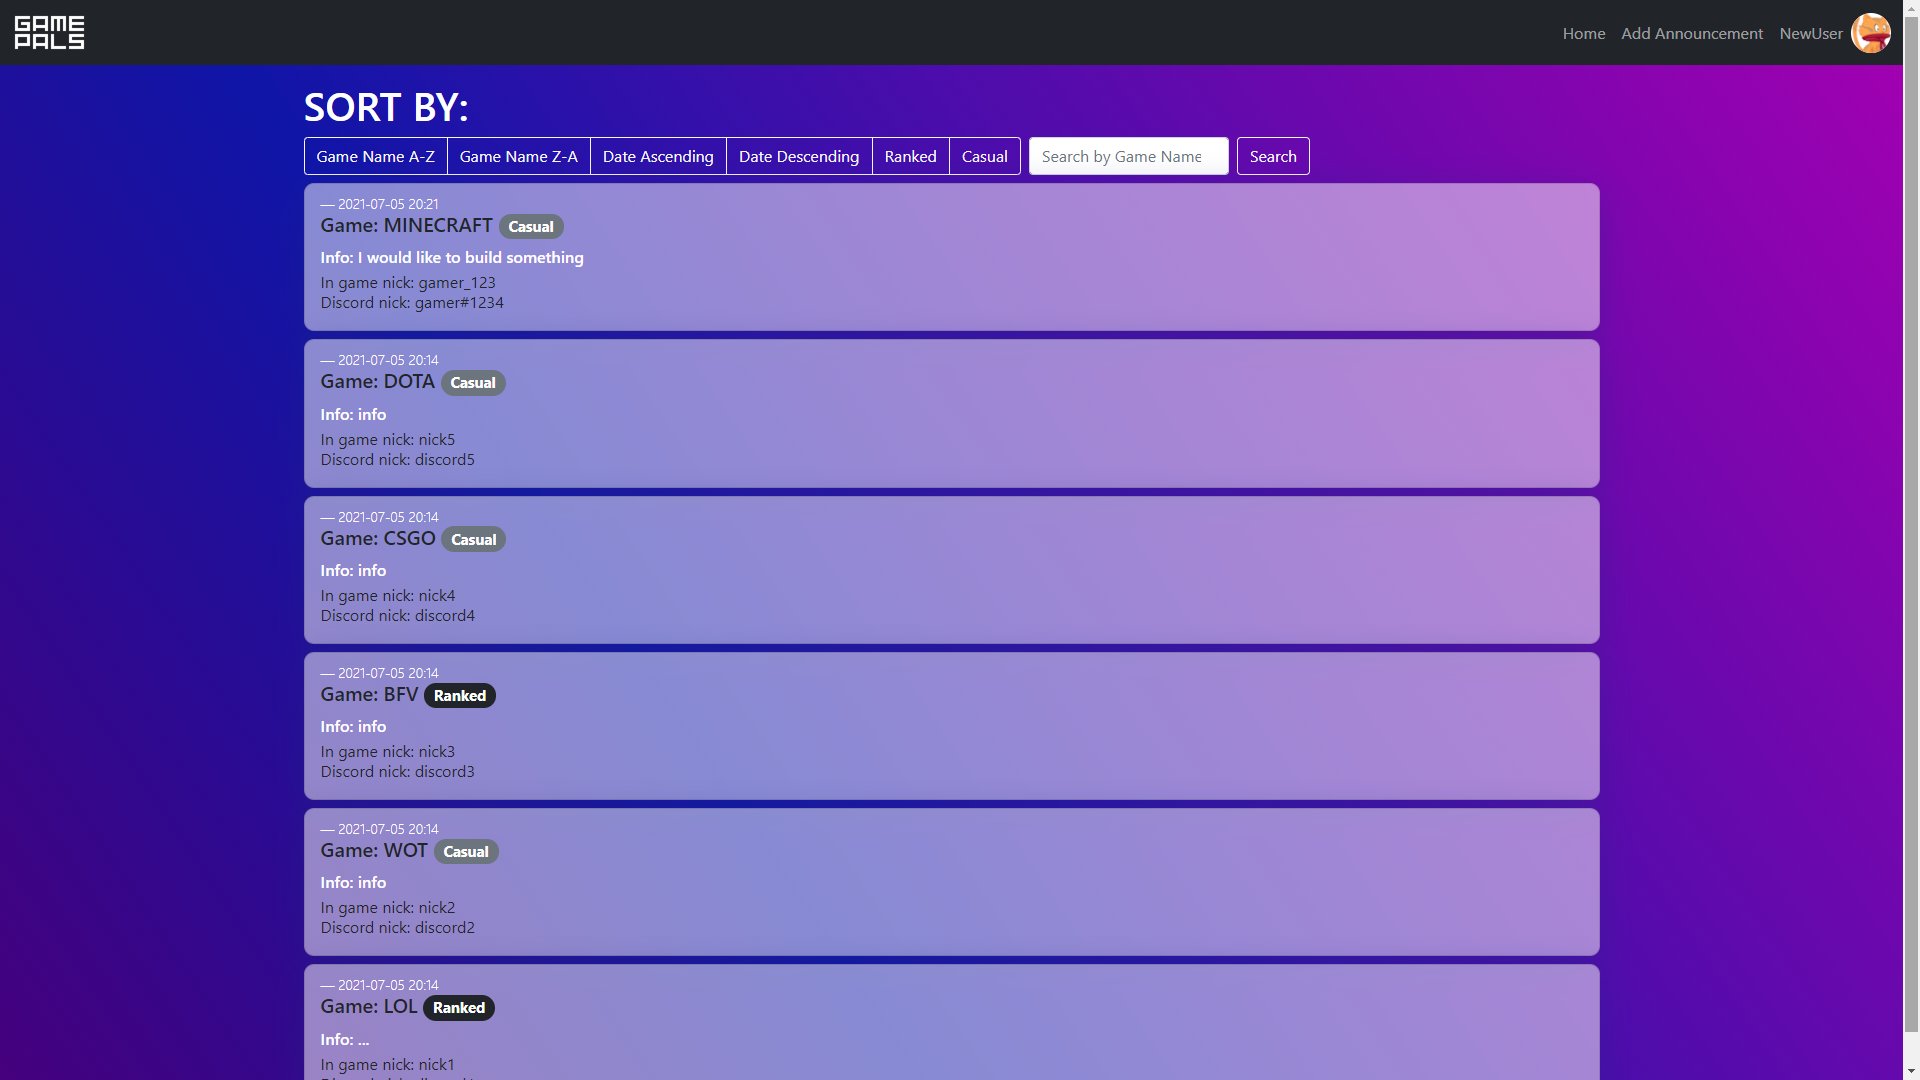 GAME
PALS
Home Add Announcement NewUser
SORT BY:
Game Name A-Z Game Name Z-A Date Ascending Date Descending Ranked Casual Search by Game Name Search
— 2021-07-05 20:21
Game: MINECRAFT Casual
Info: I would like to build something
In game nick: gamer_123
Discord nick: gamer#1234
— 2021-07-05 20:14
Game: DOTA Casual
Info: info
In game nick: nick5
Discord nick: discord5
— 2021-07-05 20:14
Game: CSGO Casual
Info: info
In game nick: nick4
Discord nick: discord4
— 2021-07-05 20:14
Game: BFV Ranked
Info: info
In game nick: nick3
Discord nick: discord3
— 2021-07-05 20:14
Game: WOT Casual
Info: info
In game nick: nick2
Discord nick: discord2
— 2021-07-05 20:14
Game: LOL Ranked
Info: ...
In game nick: nick1